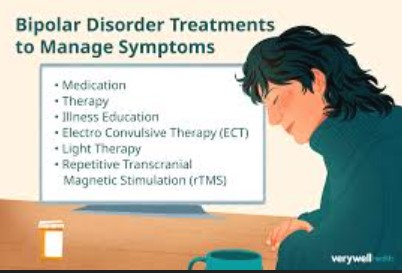 Bipolar Disorder Treatments
to Manage Symptoms
• Medication
• Therapy
• Illness Education
• Electro Convulsive Therapy (ECT)
• Light Therapy
• Repetitive Transcranial
Magnetic Stimulation (rTMS)
verywell health